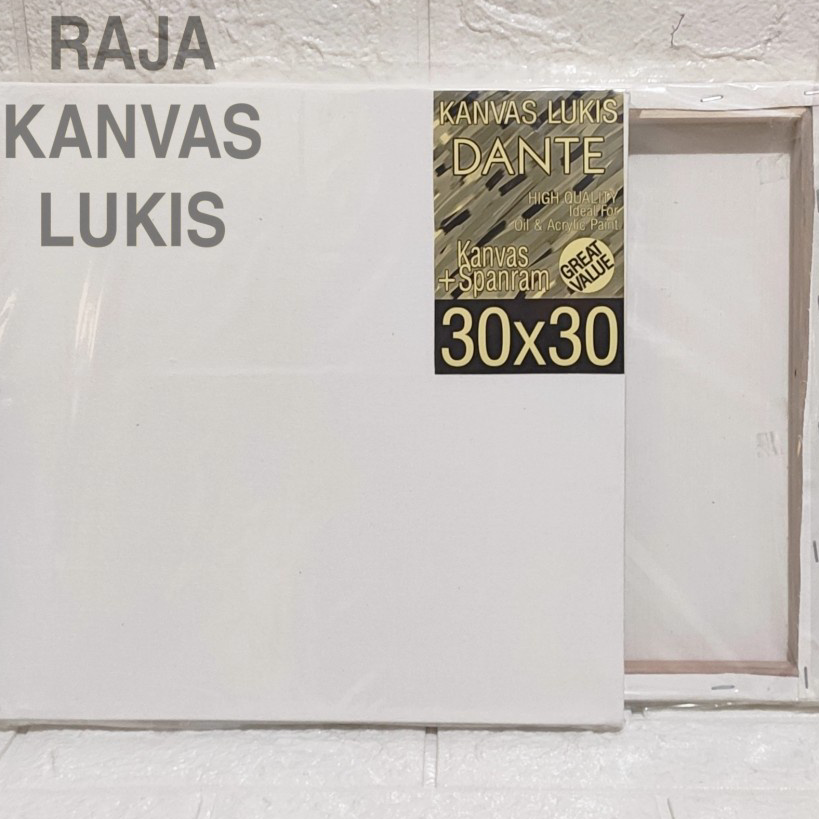 RAJA
KANVAS
LUKIS
KANVAS LUKIS
DANTE
HIGH QUALITY
Ideal For
Oil & Acrylic Paint
Kanvas
+Spanram
GREAT
VALUE
30x30